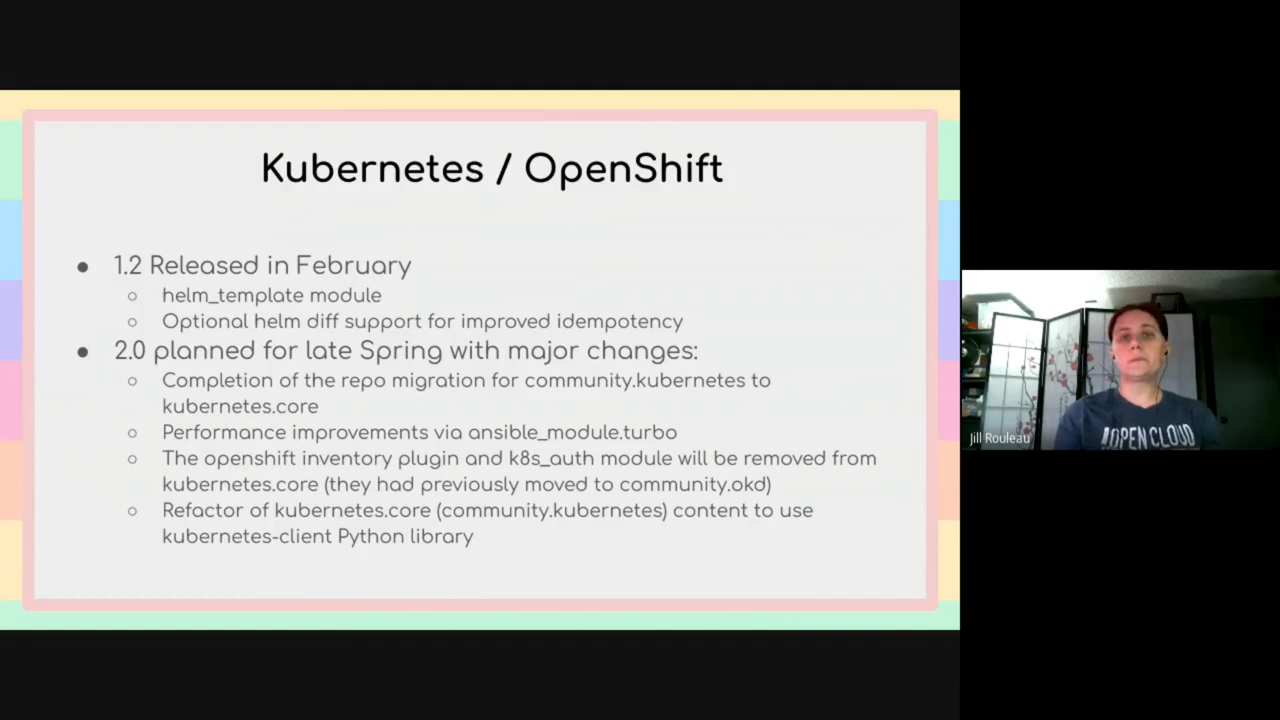 Kubernetes / OpenShift
● 1.2 Released in February
○ helm_template module
○ Optional helm diff support for improved idempotency
● 2.0 planned for late Spring with major changes:
○ Completion of the repo migration for community.kubernetes to
kubernetes.core
○ Performance improvements via ansible_module.turbo
○ The openshift inventory plugin and k8s_auth module will be removed from
kubernetes.core (they had previously moved to community.okd)
○ Refactor of kubernetes.core (community.kubernetes) content to use
kubernetes-client Python library
Jill Rouleau
OPEN CLOUD